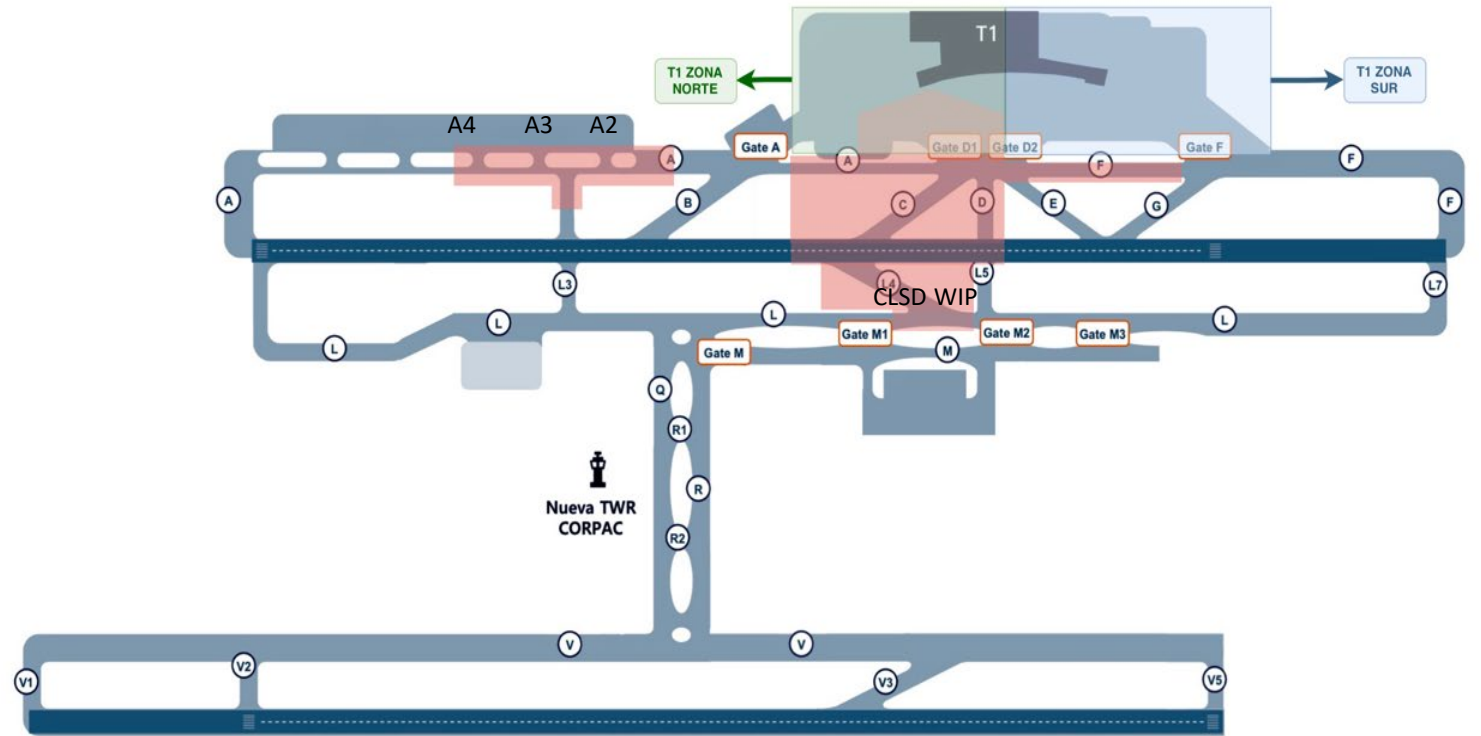 T1
T1 ZONA
NORTE
T1 ZONA
SUR
A4
A3
A2
A
Gate A
A
Gate D1
Gate D2
F
Gate F
F
A
B
C
D
E
G
F
L3
L4
L5
L7
CLSD WIP
L
L
L
L
Gate M
Gate M1
Gate M2
Gate M3
M
Q
R1
R
R2
Nueva TWR
CORPAC
V
V
V1
V2
V3
V5